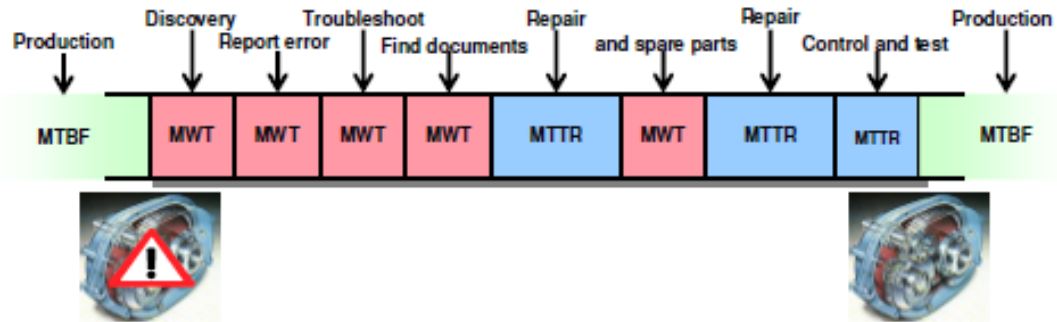 Discovery Troubleshoot Repair Repair Production
Production Report error Find documents and spare parts Control and test
MTBF MWT MWT MWT MWT MTTR MWT MTTR MTTR MTBF
!